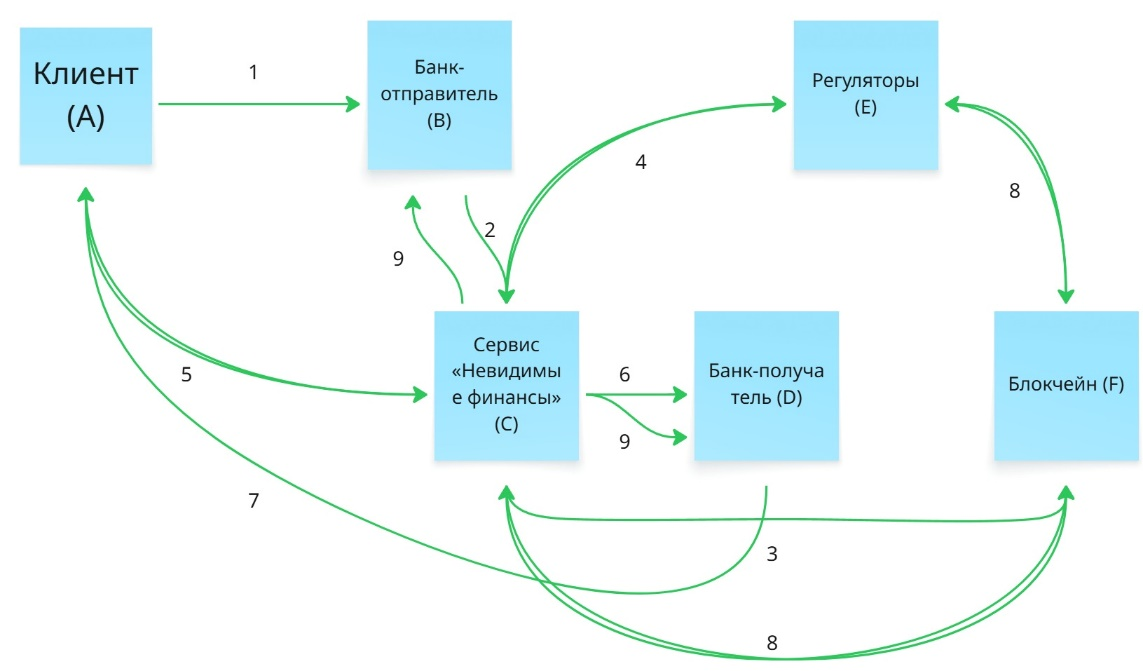 Клиент
(A)
1
Банк-
отправитель
(B)
Регуляторы
(E)
4
8
2
9
Сервис
«Невидимы
е финансы»
(C)
5
6
9
Банк-получа
тель (D)
Блокчейн (F)
7
3
8